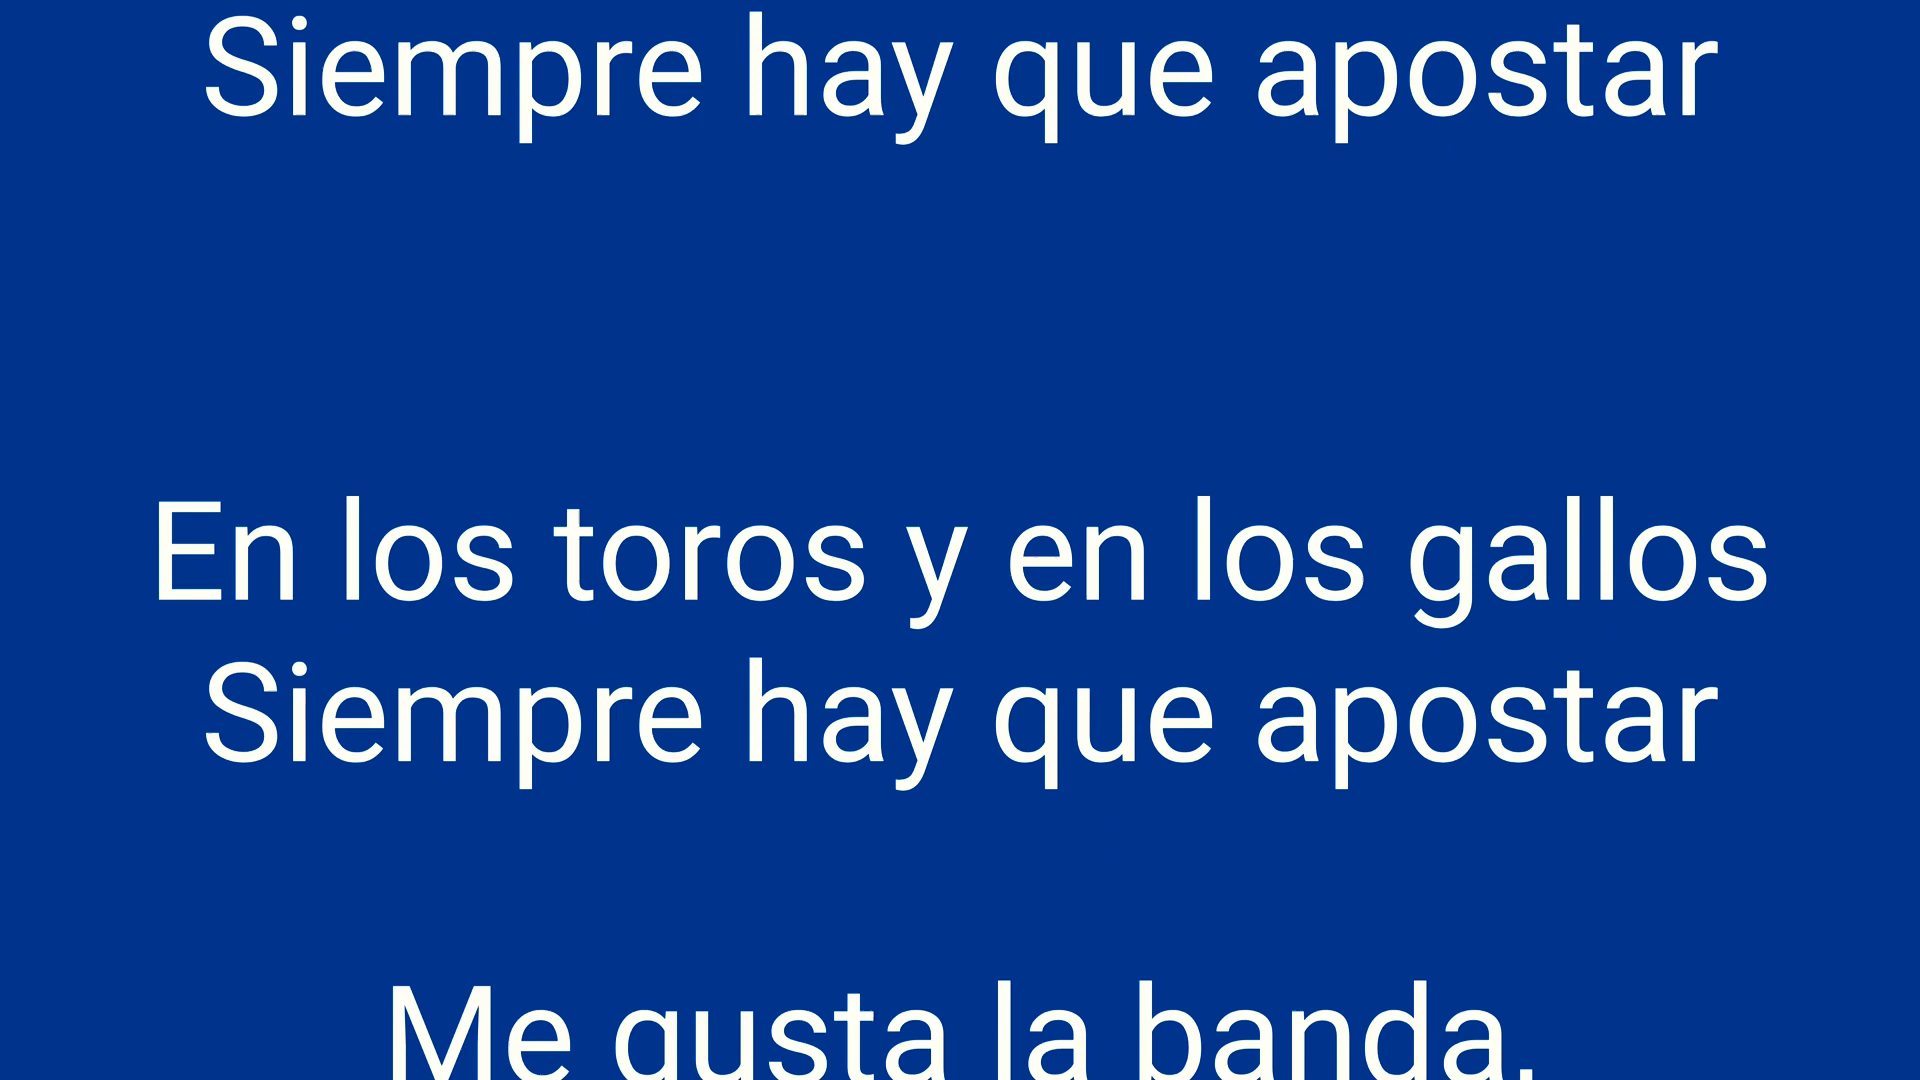 Siempre hay que apostar
En los toros y en los gallos
Siempre hay que apostar
Me gusta la banda,